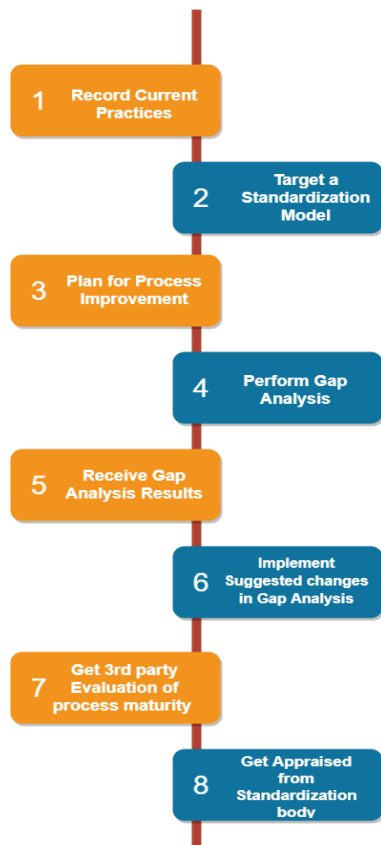 1
Record Current
Practices
2
Target a
Standardization
Model
3
Plan for Process
Improvement
4
Perform Gap
Analysis
5
Receive Gap
Analysis Results
6
Implement
Suggested changes
in Gap Analysis
7
Get 3rd party
Evaluation of
process maturity
8
Get Appraised
from
Standardization
body